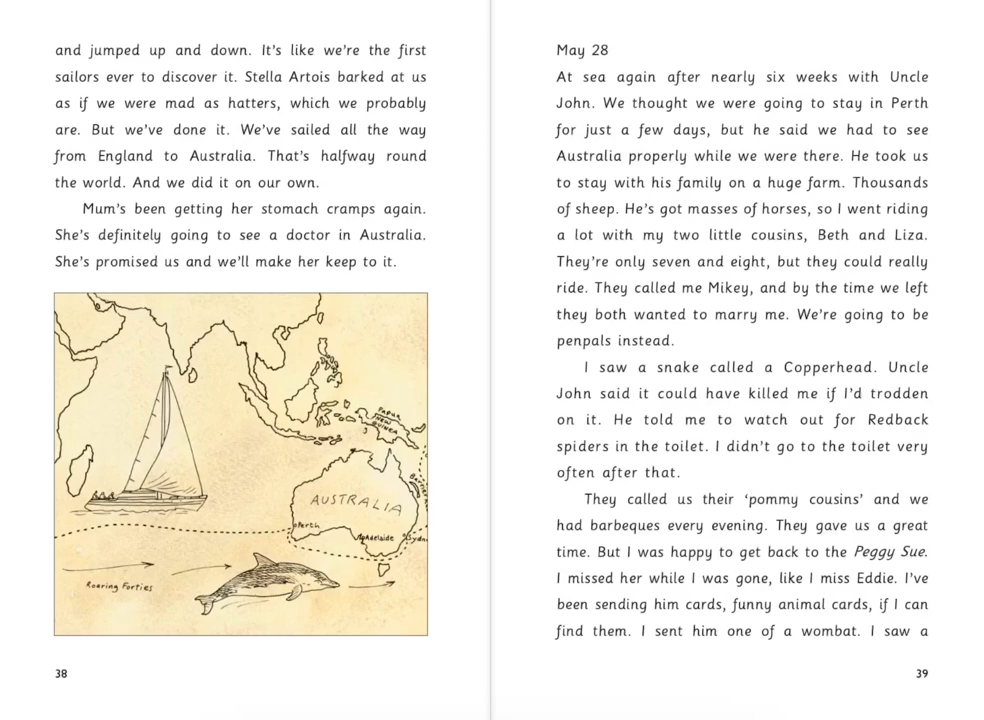 and jumped up and down. It's like we're the first
sailors ever to discover it. Stella Artois barked at us
as if we were mad as hatters, which we probably
are. But we've done it. We've sailed all the way
from England to Australia. That's halfway round
the world. And we did it on our own.
Mum's been getting her stomach cramps again.
She's definitely going to see a doctor in Australia.
She's promised us and we'll make her keep to it.
PAPUA
NEW
GUINEA
AUSTRALIA
Perth
Adelaide
Roaring Forties
38
May 28
At sea again after nearly six weeks with Uncle
John. We thought we were going to stay in Perth
for just a few days, but he said we had to see
Australia properly while we were there. He took us
to stay with his family on a huge farm. Thousands
of sheep. He's got masses of horses, so I went riding
a lot with my two little cousins, Beth and Liza.
They're only seven and eight, but they could really
ride. They called me Mikey, and by the time we left
they both wanted to marry me. We're going to be
penpals instead.
I saw a snake called a Copperhead. Uncle
John said it could have killed me if I'd trodden
on it. He told me to watch out for Redback
spiders in the toilet. I didn't go to the toilet very
often after that.
They called us their 'pommy cousins' and we
had barbeques every evening. They gave us a great
time. But I was happy to get back to the Peggy Sue.
I missed her while I was gone, like I miss Eddie. I've
been sending him cards, funny animal cards, if I can
find them. I sent him one of a wombat. I saw a
39